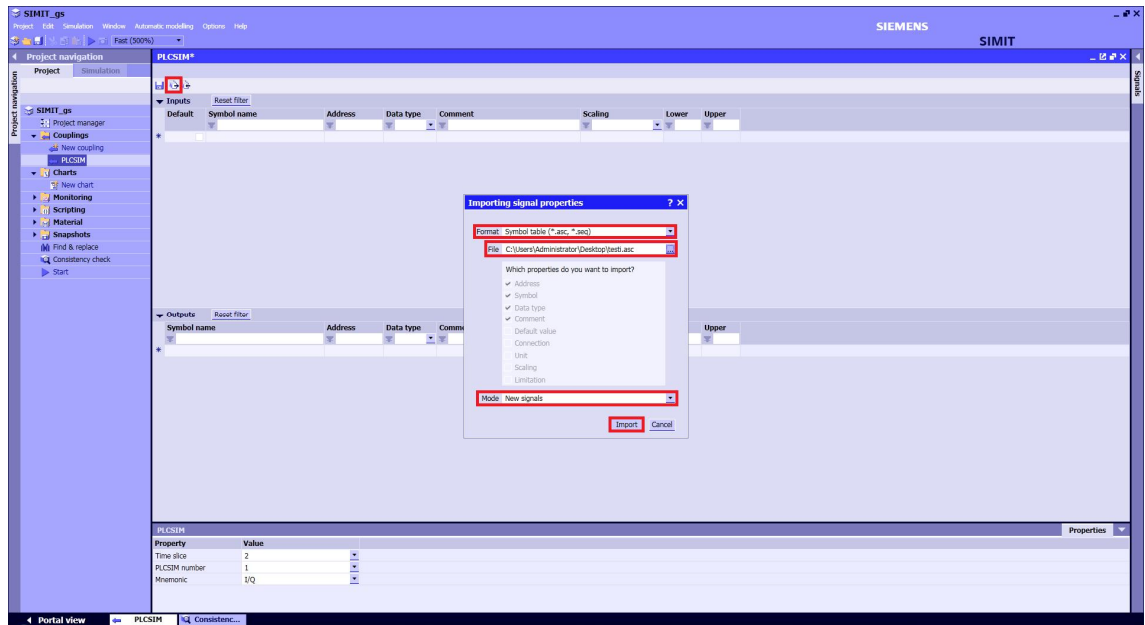 SIMIT_gs
Project Edit Simulation Window Automatic modelling Options Help
SIEMENS
Fast (500%)
SIMIT
Project navigation
Project Simulation
Project navigation
SIMIT_gs
Project manager
Couplings
New coupling
PLCSIM
Charts
New chart
Monitoring
Scripting
Material
Snapshots
Find & replace
Consistency check
Start
PLCSIM*
Signals
Inputs Reset filter
Default Symbol name Address Data type Comment Scaling Lower Upper
Outputs Reset filter
Symbol name Address Data type Comme Upper
Importing signal properties ? X
Format Symbol table (*.asc, *.seq)
File C:\Users\Administrator\Desktop\testi.asc
Which properties do you want to import?
Address
Symbol
Data type
Comment
Default value
Connection
Unit
Scaling
Limitation
Mode New signals
Import Cancel
PLCSIM Properties
Property Value
Time slice 2
PLCSIM number 1
Mnemonic I/Q
Portal view PLCSIM Consistenc...